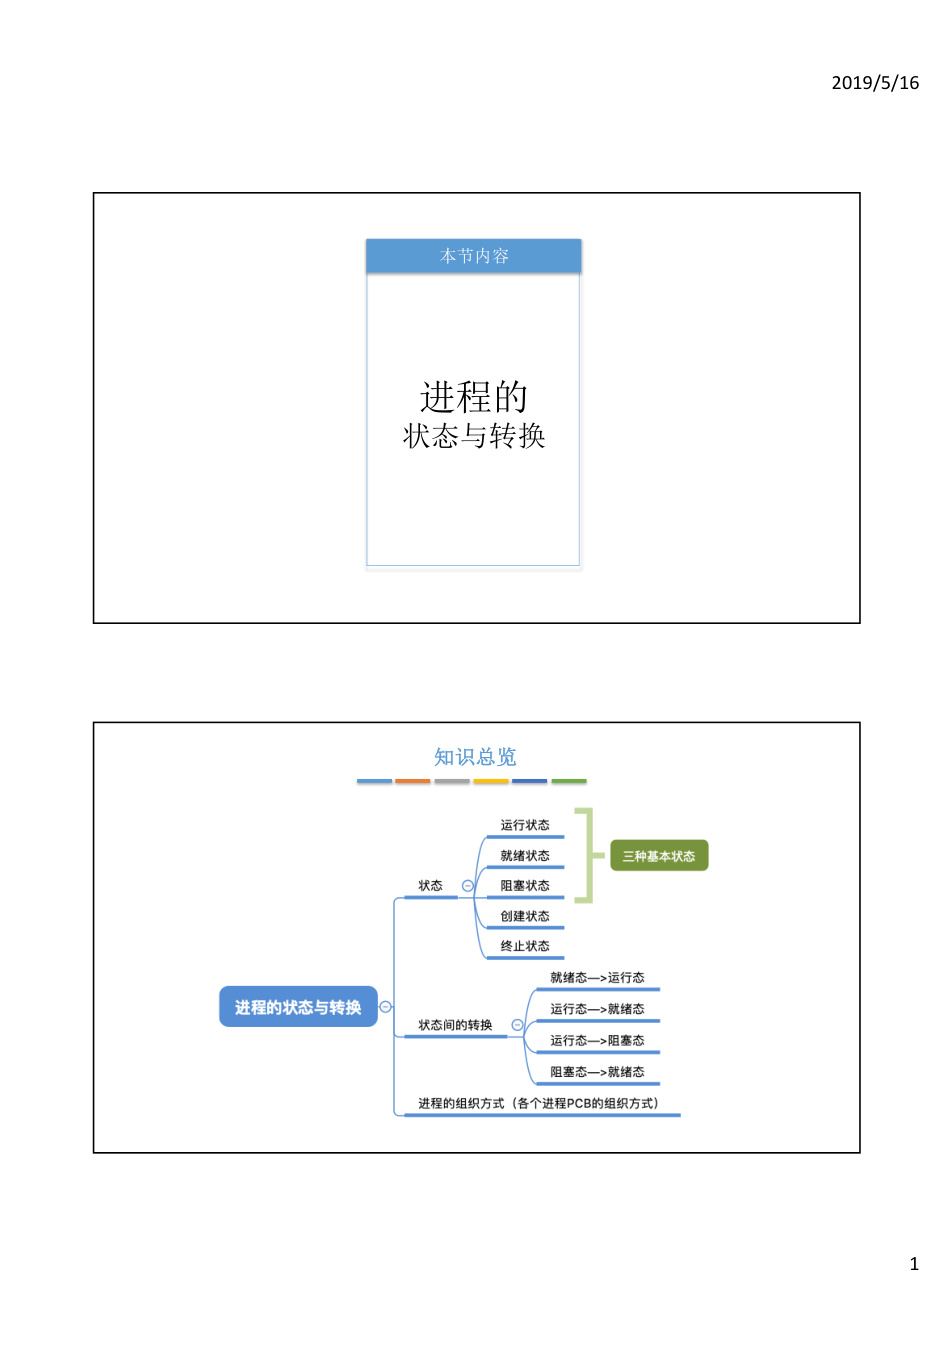 2019/5/16
本节内容
进程的
状态与转换
知识总览
运行状态
就绪状态
三种基本状态
状态
阻塞状态
创建状态
终止状态
进程的状态与转换
就绪态—>运行态
运行态—>就绪态
状态间的转换
运行态—>阻塞态
阻塞态—>就绪态
进程的组织方式（各个进程PCB的组织方式）
1